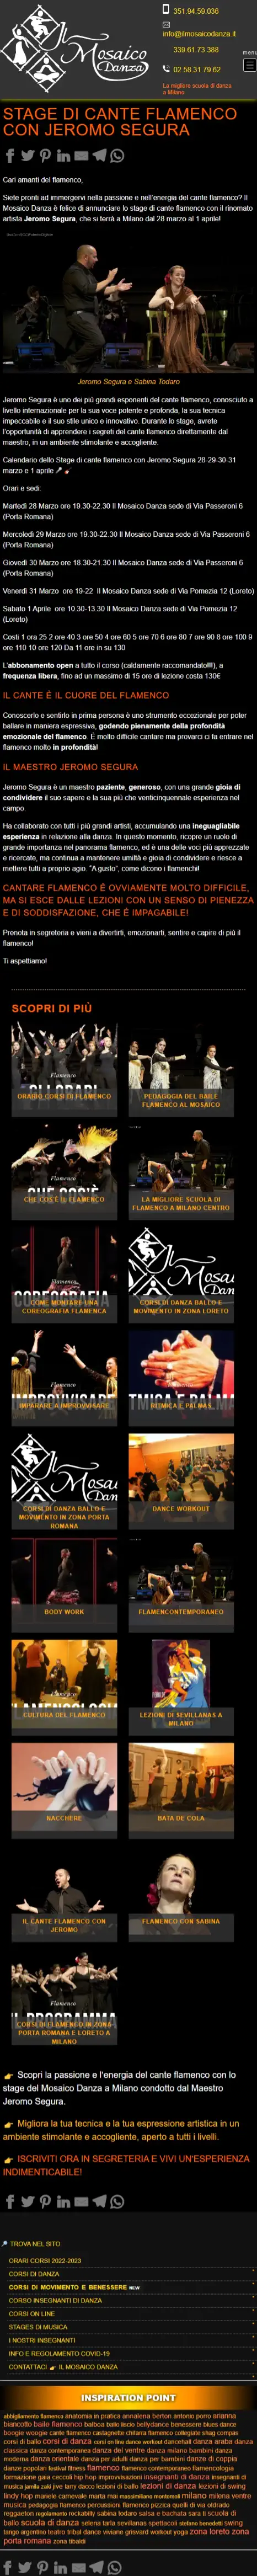 Mosaico
Danza
351.94.59.036
info@ilmosaicodanza.it
339.61.73.388
menu
02.58.31.79.62
La migliore scuola di danza
a Milano
STAGE DI CANTE FLAMENCO
CON JEROMO SEGURA
Cari amanti del flamenco,
Siete pronti ad immergervi nella passione e nell'energia del cante flamenco? Il
Mosaico Danza è felice di annunciare lo stage di cante flamenco con il rinomato
artista Jeromo Segura, che si terrà a Milano dal 28 marzo al 1 aprile!
Jeromo Segura e Sabina Todaro
Jeromo Segura è uno dei più grandi esponenti del cante flamenco, conosciuto a
livello internazionale per la sua voce potente e profonda, la sua tecnica
impeccabile e il suo stile unico e innovativo. Durante lo stage, avrete
l'opportunità di apprendere i segreti del cante flamenco direttamente dal
maestro, in un ambiente stimolante e accogliente.
Calendario dello Stage di cante flamenco con Jeromo Segura 28-29-30-31
marzo e 1 aprile 🎤 💃
Orari e sedi:
Martedì 28 Marzo ore 19.30-22.30 Il Mosaico Danza sede di Via Passeroni 6
(Porta Romana)
Mercoledì 29 Marzo ore 19.30-22.30 Il Mosaico Danza sede di Via Passeroni 6
(Porta Romana)
Giovedì 30 Marzo ore 18.30-21.30 Il Mosaico Danza sede di Via Passeroni 6
(Porta Romana)
Venerdì 31 Marzo ore 19-22 Il Mosaico Danza sede di Via Pomezia 12 (Loreto)
Sabato 1 Aprile ore 10.30-13.30 Il Mosaico Danza sede di Via Pomezia 12
(Loreto)
Costi 1 ora 25 2 ore 40 3 ore 50 4 ore 60 5 ore 70 6 ore 80 7 ore 90 8 ore 100 9
ore 110 10 ore 120 Da 11 ore in su 130
L'abbonamento open a tutto il corso (caldamente raccomandato!!!), a
frequenza libera, fino ad un massimo di 15 ore di lezione costa 130€
IL CANTE È IL CUORE DEL FLAMENCO
Conoscerlo e sentirlo in prima persona è uno strumento eccezionale per poter
ballare in maniera espressiva, godendo pienamente della profondità
emozionale del flamenco. È molto difficile cantare ma provarci ci fa entrare nel
flamenco molto in profondità!
IL MAESTRO JEROMO SEGURA
Jeromo Segura è un maestro paziente, generoso, con una grande gioia di
condividere il suo sapere e la sua più che venticinquennale esperienza nel
campo.
Ha collaborato con tutti i più grandi artisti, accumulando una ineguagliabile
esperienza in relazione alla danza. In questo momento, ricopre un ruolo di
grande importanza nel panorama flamenco, ed è una delle voci più apprezzate
e ricercate, ma continua a mantenere umiltà e gioia di condividere e riesce a
mettere tutti a proprio agio. "A gusto", come dicono i flamenchi!
CANTARE FLAMENCO È OVVIAMENTE MOLTO DIFFICILE,
MA SI ESCE DALLE LEZIONI CON UN SENSO DI PIENEZZA
E DI SODDISFAZIONE, CHE È IMPAGABILE!
Prenota in segreteria e vieni a divertirti, emozionarti, sentire e capire di più il
flamenco!
Ti aspettiamo!
SCOPRI DI PIÙ
ORARIO CORSI DI FLAMENCO
PEDAGOGIA DEL BAILE
FLAMENCO AL MOSAICO
CHE COS'È IL FLAMENCO
LA MIGLIORE SCUOLA DI
FLAMENCO A MILANO CENTRO
COME MONTARE UNA
COREOGRAFIA FLAMENCA
CORSI DI DANZA BALLO E
MOVIMENTO IN ZONA LORETO
IMPARARE A IMPROVVISARE
RITMICA E PALMAS
CORSI DI DANZA BALLO E
MOVIMENTO IN ZONA PORTA
ROMANA
DANCE WORKOUT
BODY WORK
FLAMENCONTEMPORANEO
CULTURA DEL FLAMENCO
LEZIONI DI SEVILLANAS A
MILANO
NACCHERE
BATA DE COLA
IL CANTE FLAMENCO CON
JEROMO
FLAMENCO CON SABINA
CORSI DI FLAMENCO IN ZONA
PORTA ROMANA E LORETO A
MILANO
👉 Scopri la passione e l'energia del cante flamenco con lo
stage del Mosaico Danza a Milano condotto dal Maestro
Jeromo Segura.
👉 Migliora la tua tecnica e la tua espressione artistica in un
ambiente stimolante e accogliente, aperto a tutti i livelli.
👉 ISCRIVITI ORA IN SEGRETERIA E VIVI UN'ESPERIENZA
INDIMENTICABILE!
🔎 TROVA NEL SITO
ORARI CORSI 2022-2023
CORSI DI DANZA
CORSI DI MOVIMENTO E BENESSERE NEW
CORSO INSEGNANTI DI DANZA
CORSI ON LINE
STAGES DI MUSICA
I NOSTRI INSEGNANTI
INFO E REGOLAMENTO COVID-19
CONTATTACI 👉 IL MOSAICO DANZA
INSPIRATION POINT
abbigliamento flamenco anatomia in pratica annalena berton antonio porro arianna
biancotto baile flamenco balboa ballo liscio bellydance benessere blues dance
boogie woogie cante flamenco castagnette chitarra flamenco collegiate shag compas
corsi di ballo corsi di danza corsi on line dance workout dancehall danza araba danza
classica danza contemporanea danza del ventre danza milano bambini danza
moderna danza orientale danza per adulti danza per bambini danze di coppia
danze popolari festival fitness flamenco flamenco contemporaneo flamencologia
formazione gaia ceccoli hip hop improvvisazioni insegnanti di danza insegnanti di
musica jamila zaki jive larry dacco lezioni di ballo lezioni di danza lezioni di swing
lindy hop mariele carnevale marta mari massimiliano montemoli milano milena ventre
musica pedagogia flamenco percussioni flamenco pizzica quelli di via oldrado
reggaeton regolamento rockabilly sabina todaro salsa e bachata sara ti scuola di
ballo scuola di danza selena tarla sevillanas spettacoli stefano benedetti swing
tango argentino teatro tribal dance viviane grisvard workout yoga zona loreto zona
porta romana zona tibaldi